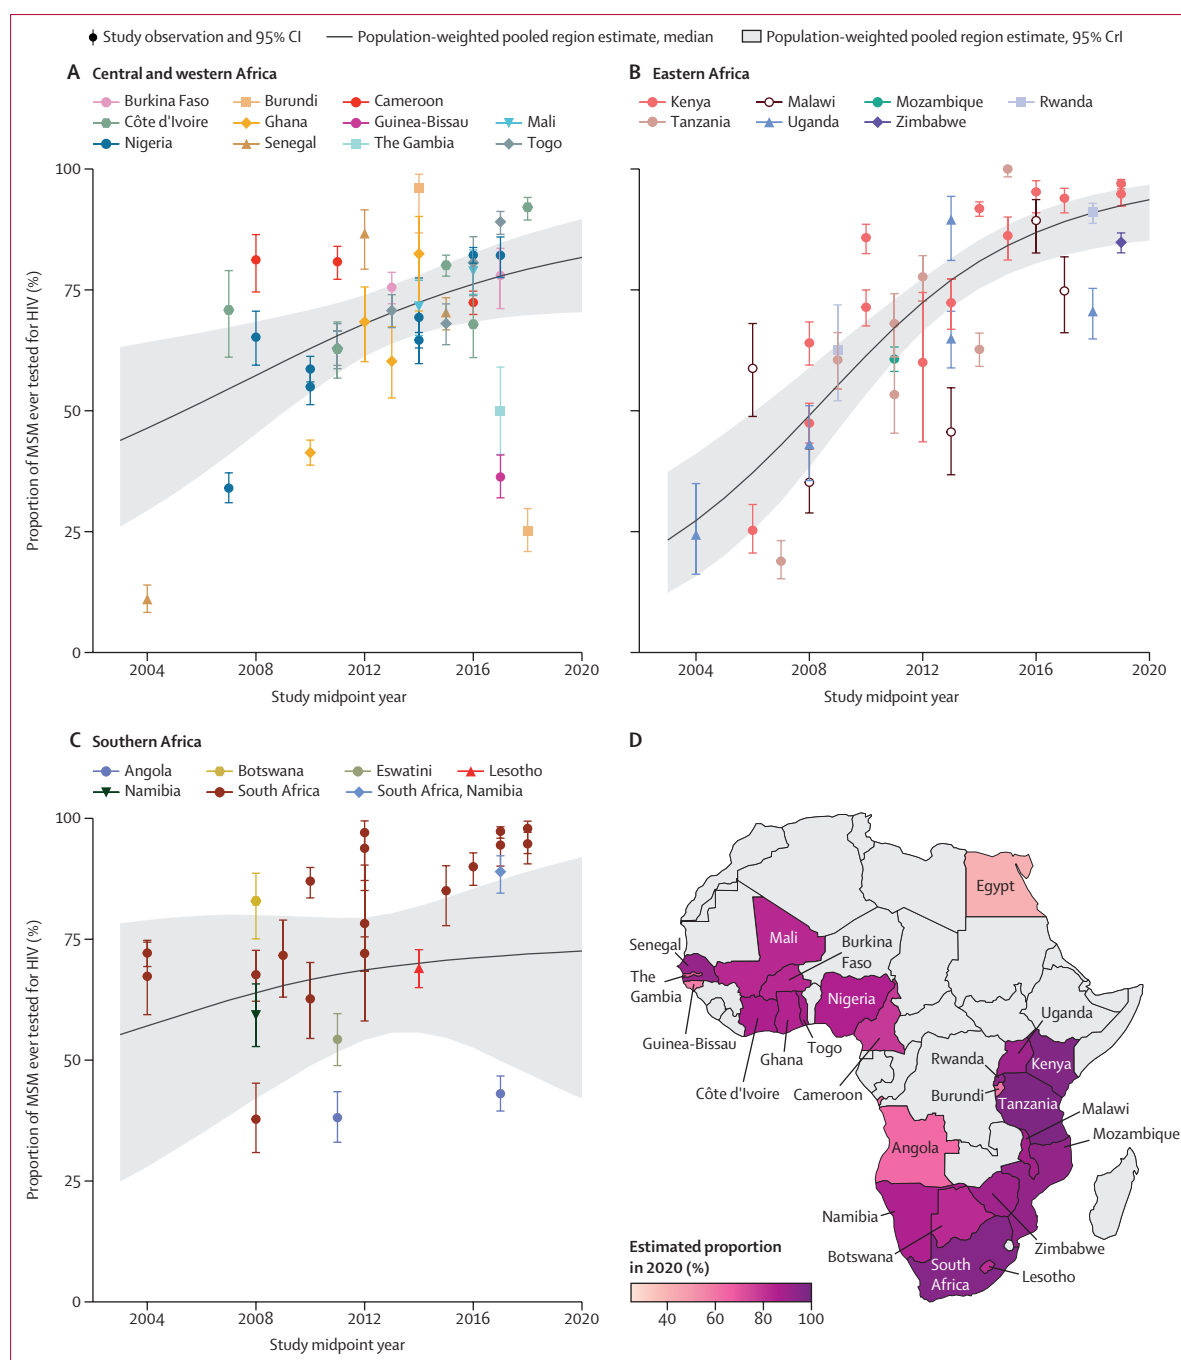 Study observation and 95% CI Population-weighted pooled region estimate, median Population-weighted pooled region estimate, 95% CrI
A Central and western Africa
Burkina Faso Burundi Cameroon
Côte d'Ivoire Ghana Guinea-Bissau Mali
Nigeria Senegal The Gambia Togo
Proportion of MSM ever tested for HIV (%)
100
75
50
25
0
2004 2008 2012 2016 2020
Study midpoint year
B Eastern Africa
Kenya Malawi Mozambique Rwanda
Tanzania Uganda Zimbabwe
2004 2008 2012 2016 2020
Study midpoint year
C Southern Africa
Angola Botswana Eswatini Lesotho
Namibia South Africa South Africa, Namibia
Proportion of MSM ever tested for HIV (%)
100
75
50
25
0
2004 2008 2012 2016 2020
Study midpoint year
D
Egypt
Senegal
Mali
Burkina
Faso
The
Gambia
Nigeria
Uganda
Guinea-Bissau
Ghana
Togo
Rwanda
Kenya
Côte d'Ivoire
Cameroon
Burundi
Tanzania
Malawi
Mozambique
Angola
Namibia
Botswana
Zimbabwe
South
Africa
Lesotho
Estimated proportion
in 2020 (%)
40 60 80 100